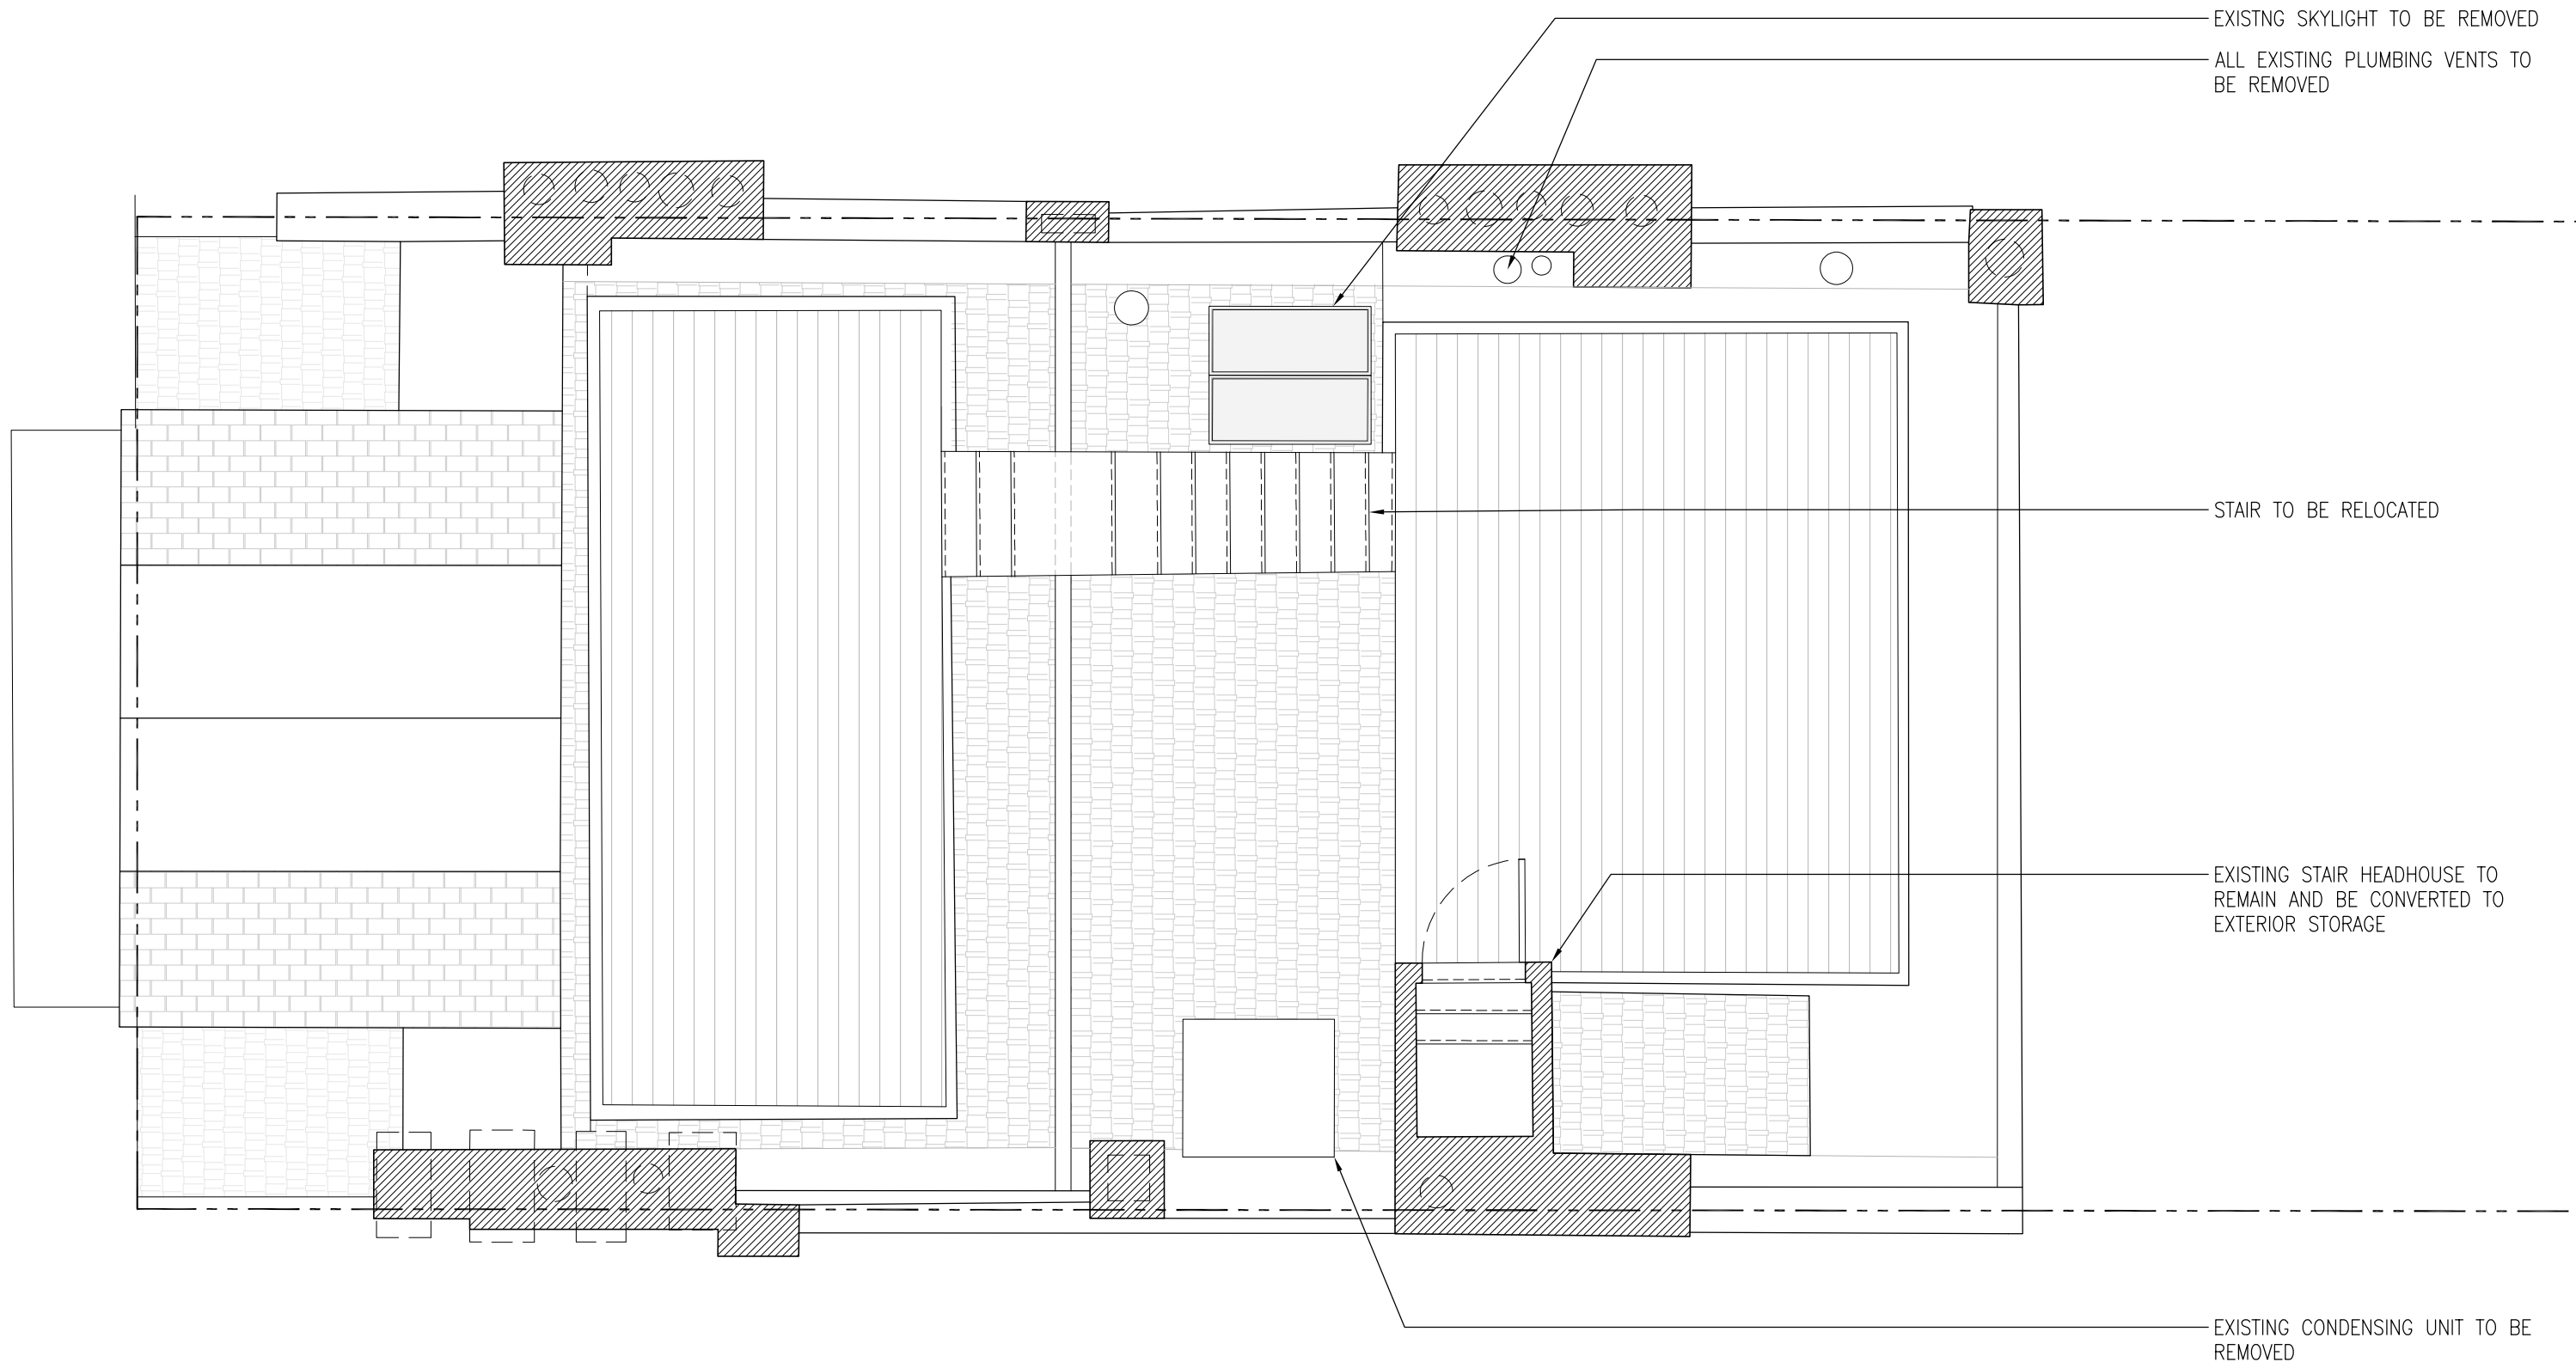 EXISTNG SKYLIGHT TO BE REMOVED
ALL EXISTING PLUMBING VENTS TO
BE REMOVED
STAIR TO BE RELOCATED
EXISTING STAIR HEADHOUSE TO
REMAIN AND BE CONVERTED TO
EXTERIOR STORAGE
EXISTING CONDENSING UNIT TO BE
REMOVED